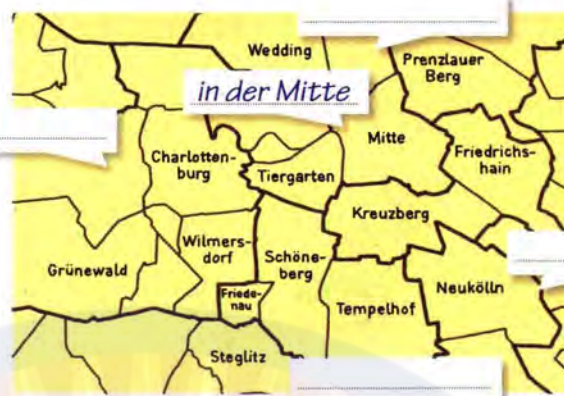 Wedding
Prenzlauer
Berg
in der Mitte
Mitte
Charlotten-
burg
Tiergarten
Friedrichs-
hain
Kreuzberg
Wilmers-
dorf
Schöne-
berg
Grünewald
Neukölln
Friede-
nau
Tempelhof
Steglitz